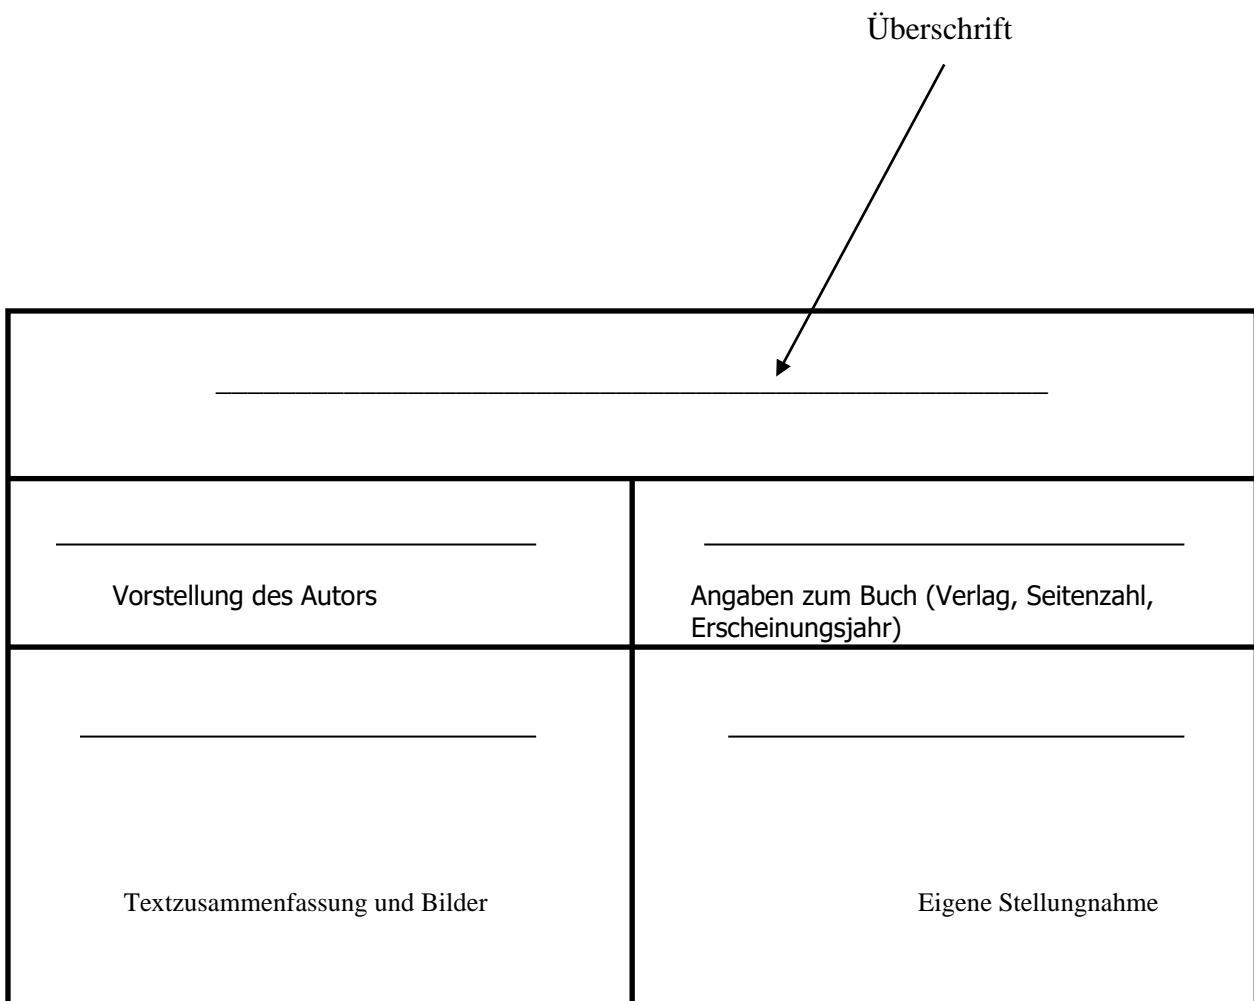 Überschrift
Vorstellung des Autors
Angaben zum Buch (Verlag, Seitenzahl,
Erscheinungsjahr)
Textzusammenfassung und Bilder
Eigene Stellungnahme